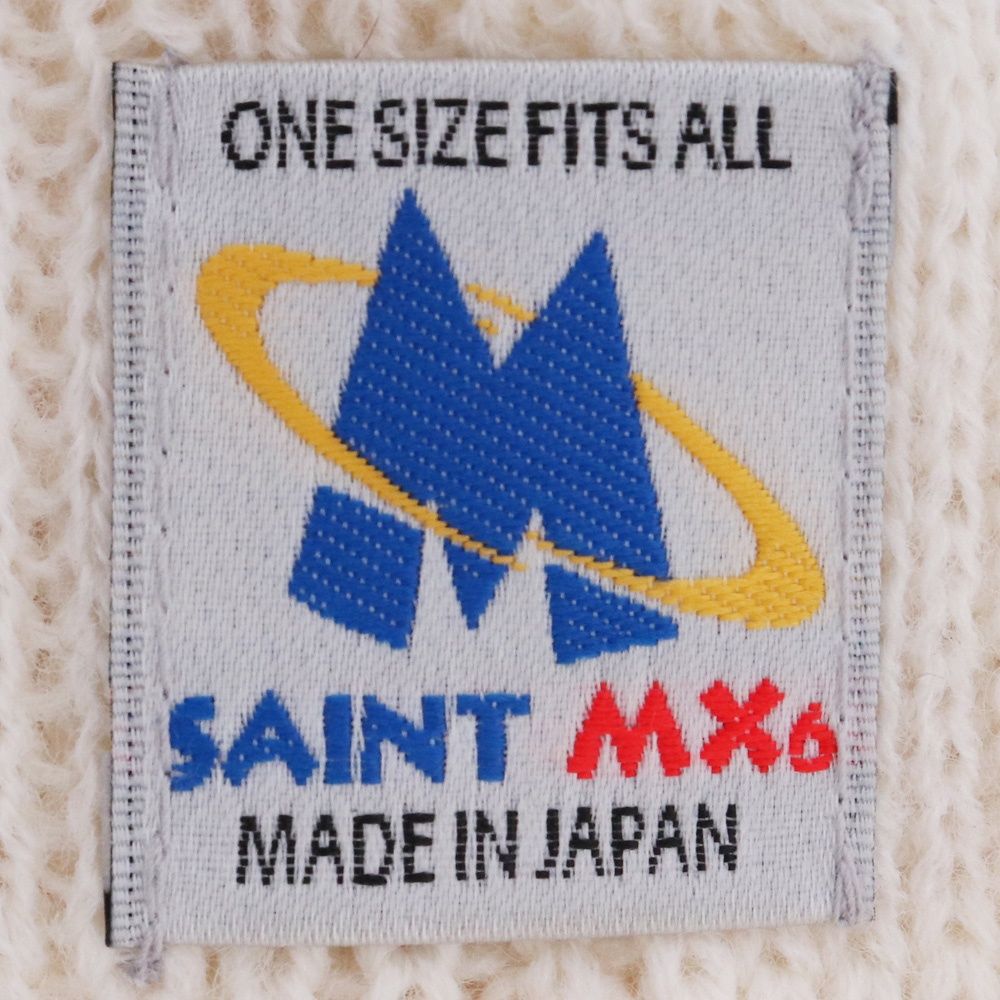 ONE SIZE FITS ALL
M
SAINT MX6
MADE IN JAPAN